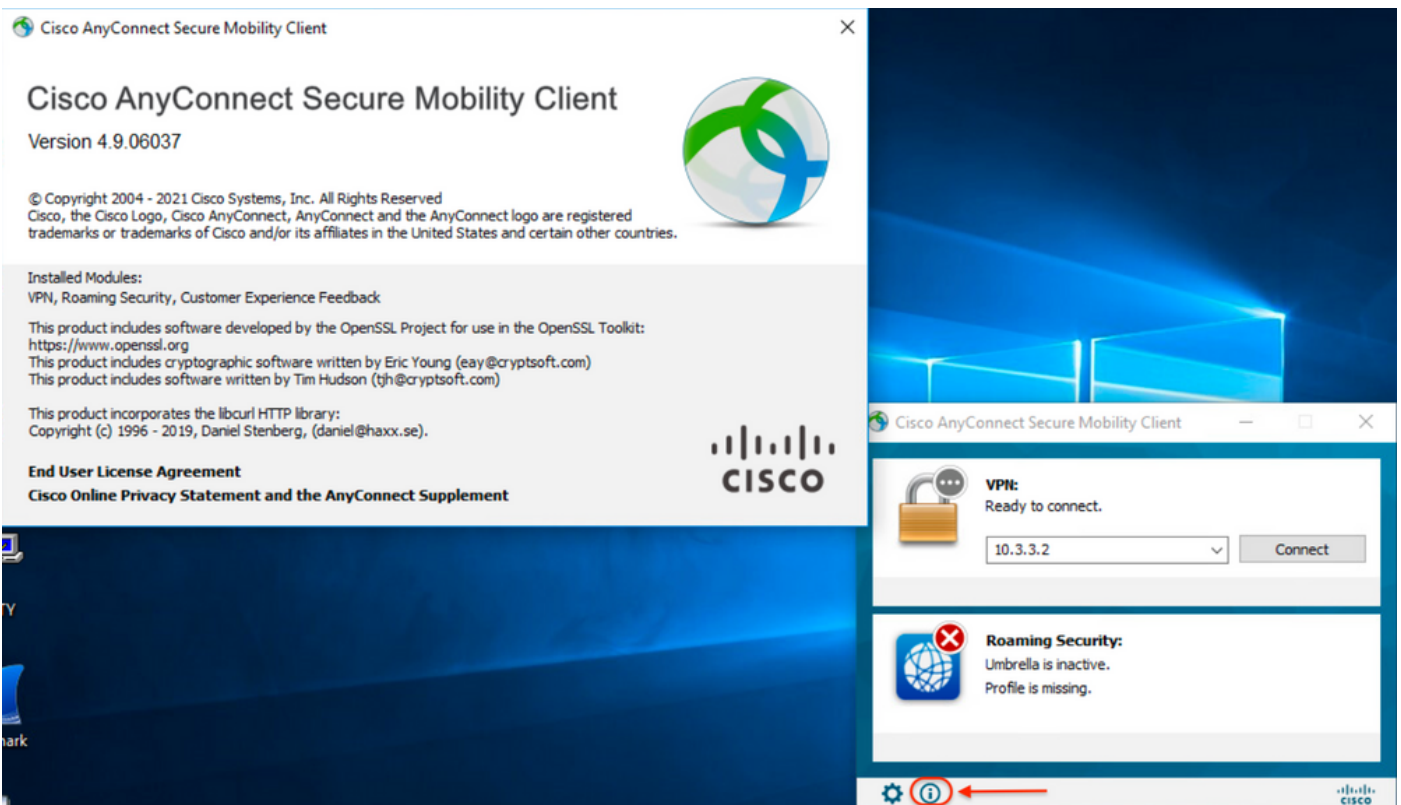 Cisco AnyConnect Secure Mobility Client
Cisco AnyConnect Secure Mobility Client
Version 4.9.06037
© Copyright 2004 - 2021 Cisco Systems, Inc. All Rights Reserved
Cisco, the Cisco Logo, Cisco AnyConnect, AnyConnect and the AnyConnect logo are registered
trademarks or trademarks of Cisco and/or its affiliates in the United States and certain other countries.
Installed Modules:
VPN, Roaming Security, Customer Experience Feedback
This product includes software developed by the OpenSSL Project for use in the OpenSSL Toolkit:
https://www.openssl.org
This product includes cryptographic software written by Eric Young (eay@cryptsoft.com)
This product includes software written by Tim Hudson (tjh@cryptsoft.com)
This product incorporates the libcurl HTTP library:
Copyright (c) 1996 - 2019, Daniel Stenberg, (daniel@haxx.se).
End User License Agreement
Cisco Online Privacy Statement and the AnyConnect Supplement
CISCO
Cisco AnyConnect Secure Mobility Client
VPN:
Ready to connect.
10.3.3.2
Connect
Roaming Security:
Umbrella is inactive.
Profile is missing.
CISCO
TY
hark